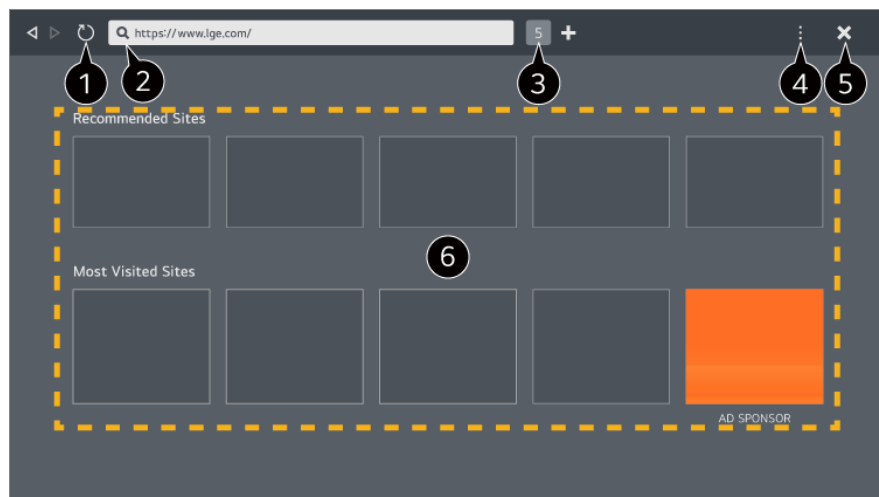 https://www.lge.com/ 5
1 2 3 4 5
Recommended Sites
6
Most Visited Sites
AD SPONSOR